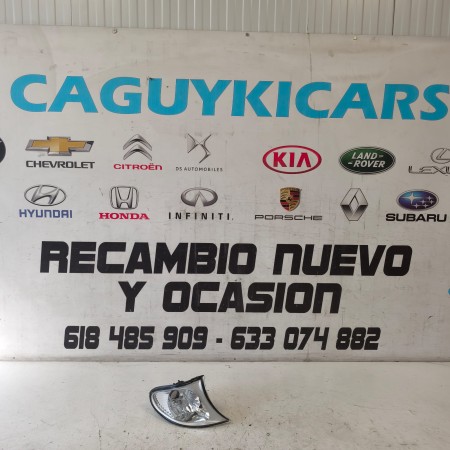 CAGUYKICARS
CHEVROLET CITROËN DS AUTOMOBILES KIA LAND ROVER LEXUS
HYUNDAI HONDA INFINITI PORSCHE SUBARU
RECAMBIO NUEVO
Y OCASION
618 485 909 - 633 074 882